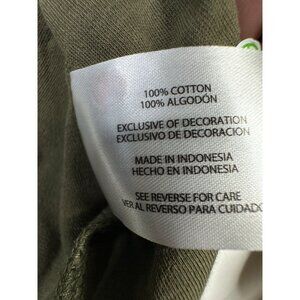 100% COTTON
100% ALGODÓN
EXCLUSIVE OF DECORATION
EXCLUSIVO DE DECORACION
MADE IN INDONESIA
HECHO EN INDONESIA
SEE REVERSE FOR CARE
VER AL REVERSO PARA CUIDADO